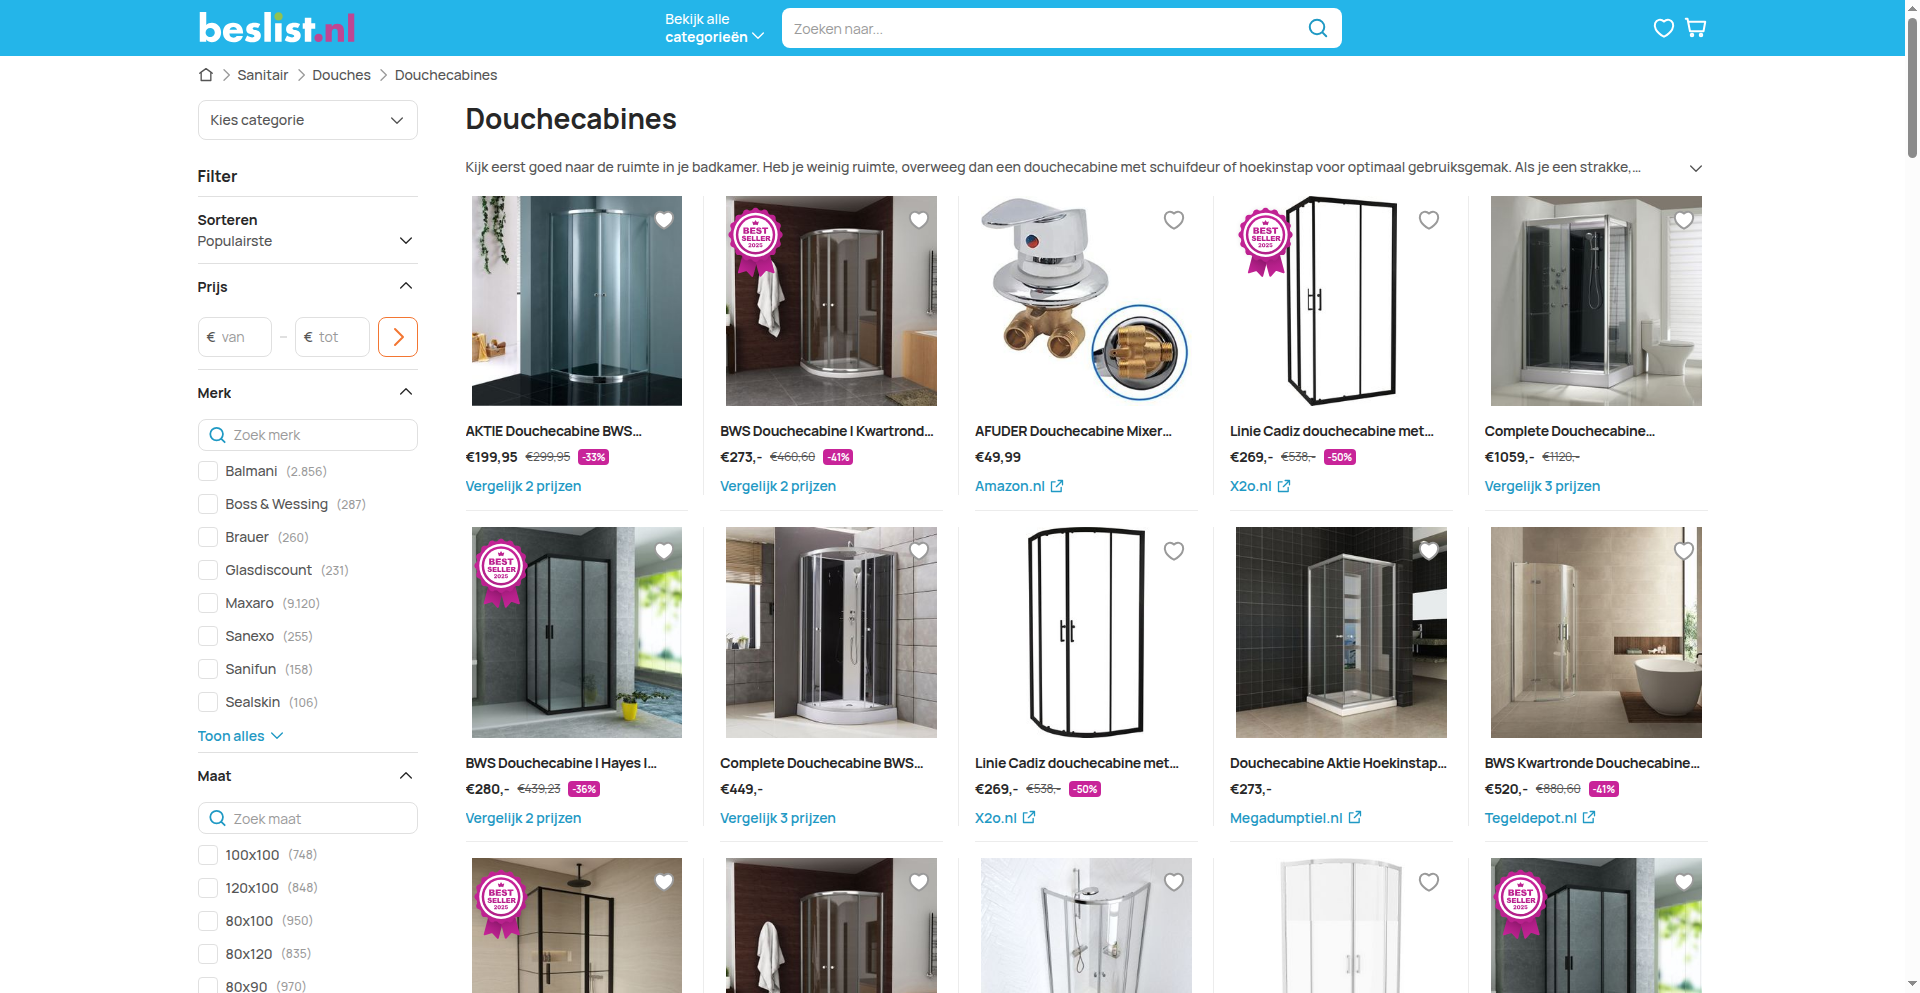 beslist.nl
Bekijk alle
categorieën
Zoeken naar...
Sanitair
Douches
Douchecabines
Kies categorie
Filter
Sorteren
Populairste
Prijs
€ van
–
€ tot
Merk
Zoek merk
Balmani (2.856)
Boss & Wessing (287)
Brauer (260)
Glasdiscount (231)
Maxaro (9.120)
Sanexo (255)
Sanifun (158)
Sealskin (106)
Toon alles
Maat
Zoek maat
100x100 (748)
120x100 (848)
80x100 (950)
80x120 (835)
80x90 (970)
Douchecabines
Kijk eerst goed naar de ruimte in je badkamer. Heb je weinig ruimte, overweeg dan een douchecabine met schuifdeur of hoekinstap voor optimaal gebruiksgemak. Als je een strakke,...
AKTIE Douchecabine BWS...
€199,95 €299,95 -33%
Vergelijk 2 prijzen
BEST
SELLER
2025
BWS Douchecabine | Kwartrond...
€273,- €460,60 -41%
Vergelijk 2 prijzen
AFUDER Douchecabine Mixer...
€49,99
Amazon.nl
BEST
SELLER
2025
Linie Cadiz douchecabine met...
€269,- €538,- -50%
X2o.nl
Complete Douchecabine...
€1059,- €1120,-
Vergelijk 3 prijzen
BEST
SELLER
2025
BWS Douchecabine | Hayes |...
€280,- €439,23 -36%
Vergelijk 2 prijzen
Complete Douchecabine BWS...
€449,-
Vergelijk 3 prijzen
Linie Cadiz douchecabine met...
€269,- €538,- -50%
X2o.nl
Douchecabine Aktie Hoekinstap...
€273,-
Megadumptiel.nl
BWS Kwartronde Douchecabine...
€520,- €880,60 -41%
Tegeldepot.nl
BEST
SELLER
2025
BEST
SELLER
2025